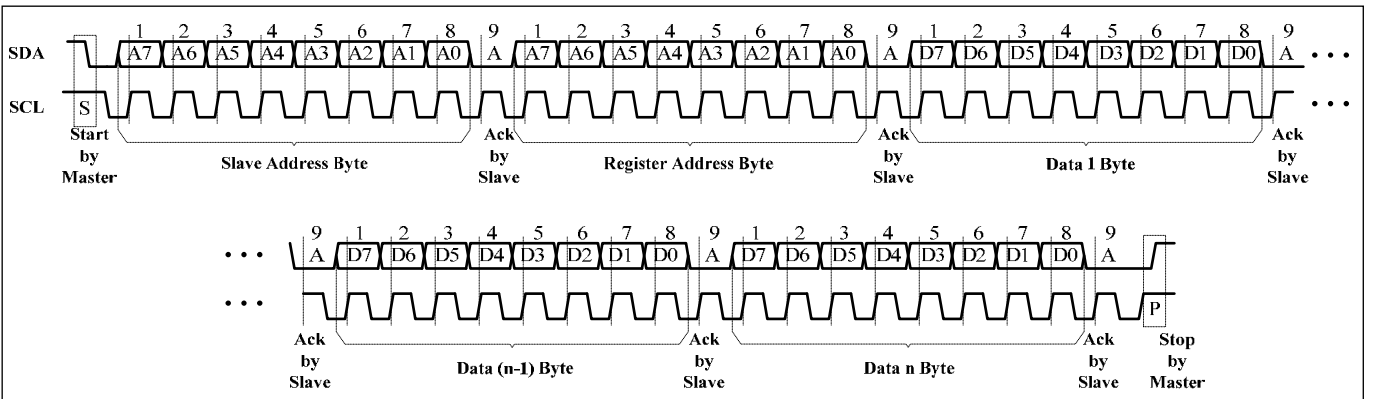 1 2 3 4 5 6 7 8 9 1 2 3 4 5 6 7 8 9 1 2 3 4 5 6 7 8 9
SDA A7 A6 A5 A4 A3 A2 A1 A0 A A7 A6 A5 A4 A3 A2 A1 A0 A D7 D6 D5 D4 D3 D2 D1 D0 A • • •
SCL S • • •
Start by Master
Slave Address Byte
Ack by Slave
Register Address Byte
Ack by Slave
Data 1 Byte
Ack by Slave
9 1 2 3 4 5 6 7 8 9 1 2 3 4 5 6 7 8 9
• • • A D7 D6 D5 D4 D3 D2 D1 D0 A D7 D6 D5 D4 D3 D2 D1 D0 A
• • • P
Ack by Slave
Data (n-1) Byte
Ack by Slave
Data n Byte
Ack by Slave
Stop by Master